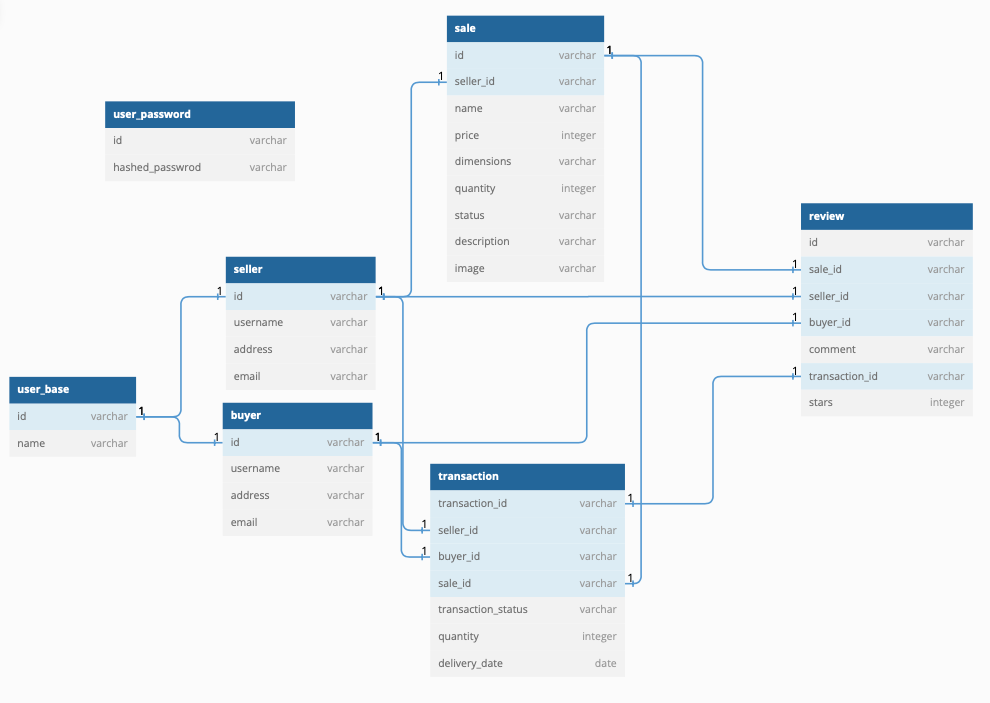 sale
id varchar
seller_id varchar
name varchar
price integer
dimensions varchar
quantity integer
status varchar
description varchar
image varchar
1
1
user_password
id varchar
hashed_passwrod varchar
seller
id varchar
username varchar
address varchar
email varchar
1
1
user_base
id varchar
name varchar
1
buyer
id varchar
username varchar
address varchar
email varchar
1
1
transaction
transaction_id varchar
seller_id varchar
buyer_id varchar
sale_id varchar
transaction_status varchar
quantity integer
delivery_date date
1
1
1
1
review
id varchar
sale_id varchar
seller_id varchar
buyer_id varchar
comment varchar
transaction_id varchar
stars integer
1
1
1
1